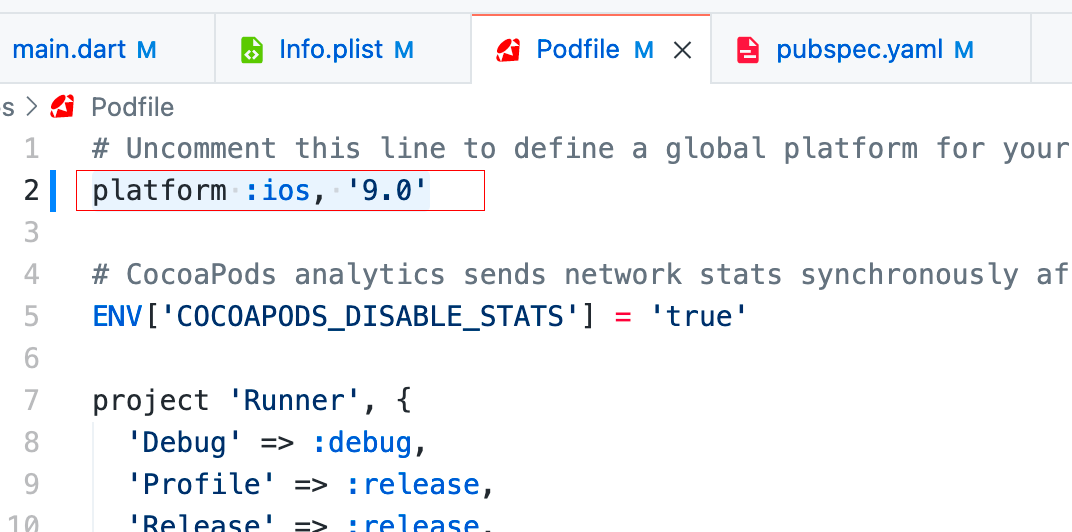 main.dart M Info.plist M Podfile M pubspec.yaml M
s > Podfile
1 # Uncomment this line to define a global platform for your
2 platform :ios, '9.0'
3
4 # CocoaPods analytics sends network stats synchronously af
5 ENV['COCOAPODS_DISABLE_STATS'] = 'true'
6
7 project 'Runner', {
8 'Debug' => :debug,
9 'Profile' => :release,
10 'Release' => :release,